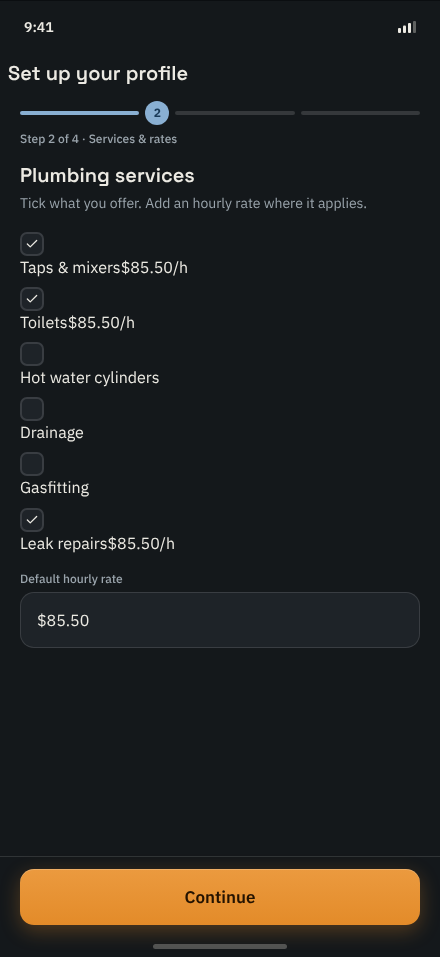 9:41
Set up your profile
2
Step 2 of 4 · Services & rates
Plumbing services
Tick what you offer. Add an hourly rate where it applies.
Taps & mixers$85.50/h
Toilets$85.50/h
Hot water cylinders
Drainage
Gasfitting
Leak repairs$85.50/h
Default hourly rate
$85.50
Continue